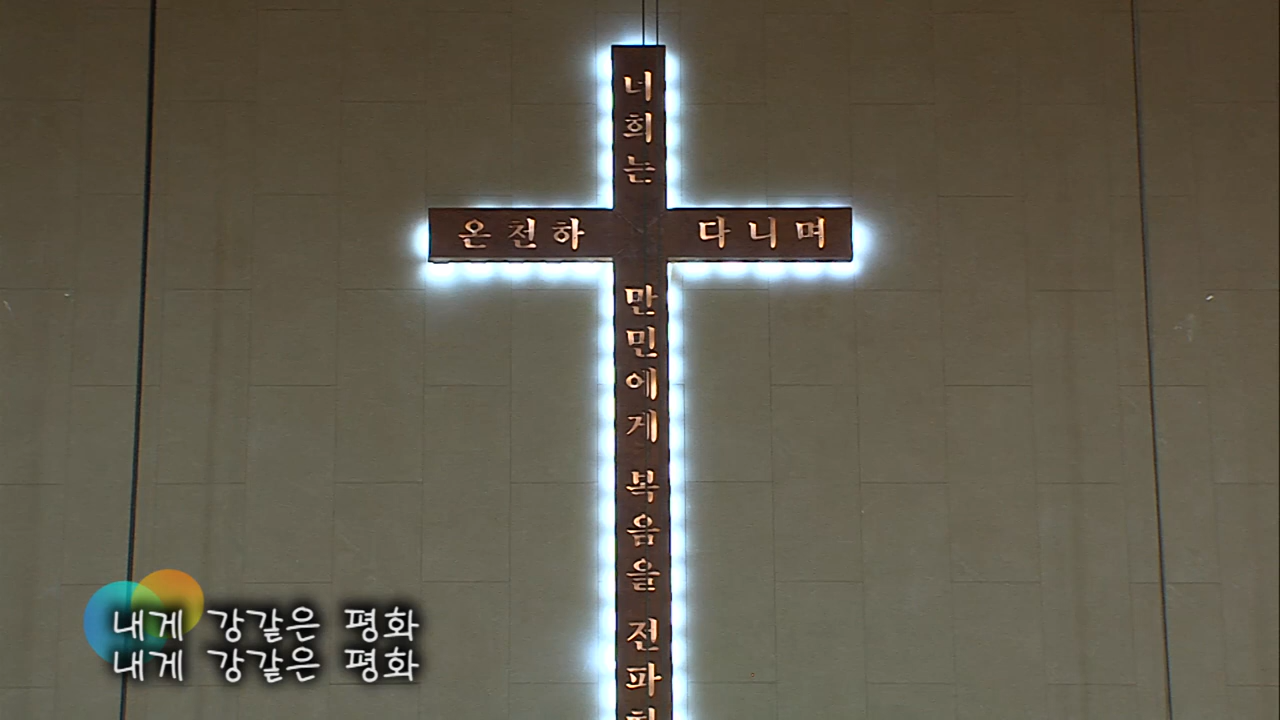 너희는
온천하 다니며
만민에게 복음을 전파
내게 강같은 평화
내게 강같은 평화